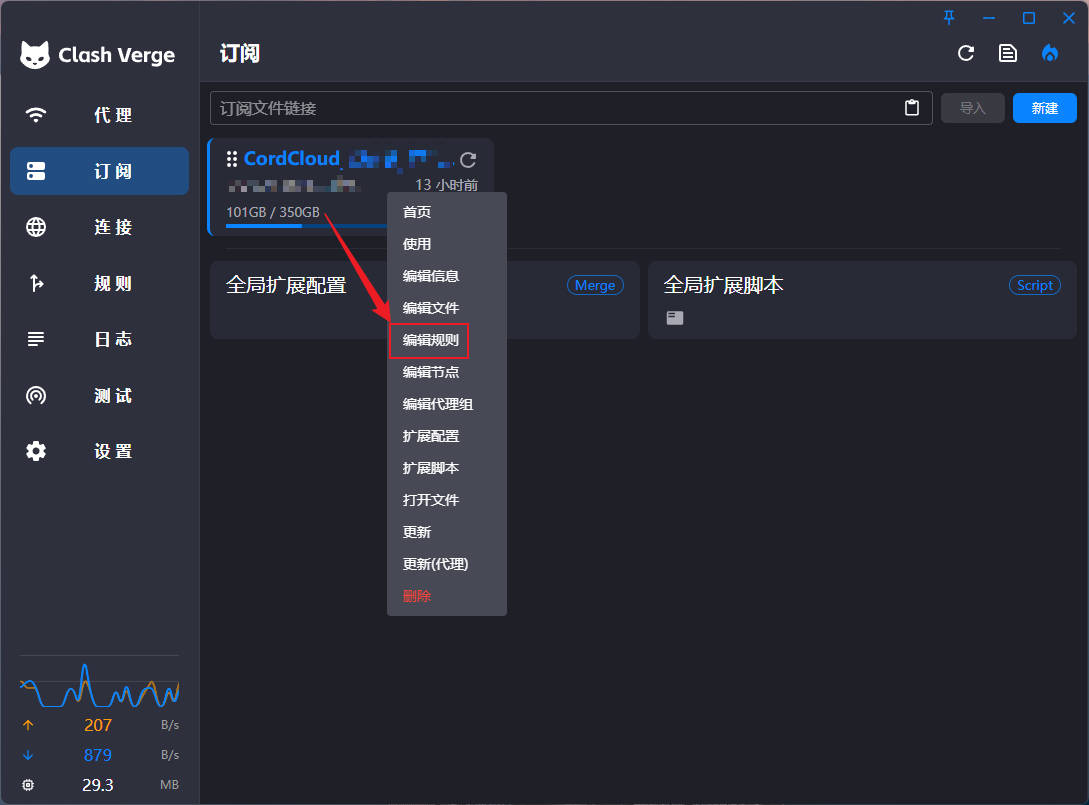 Clash Verge
订阅
代理
订阅
连接
规则
日志
测试
设置
订阅文件链接
导入
新建
CordCloud
13 小时前
101GB / 350GB
首页
使用
编辑信息
编辑文件
编辑规则
编辑节点
编辑代理组
扩展配置
扩展脚本
打开文件
更新
更新(代理)
删除
全局扩展配置
Merge
全局扩展脚本
Script
207 B/s
879 B/s
29.3 MB